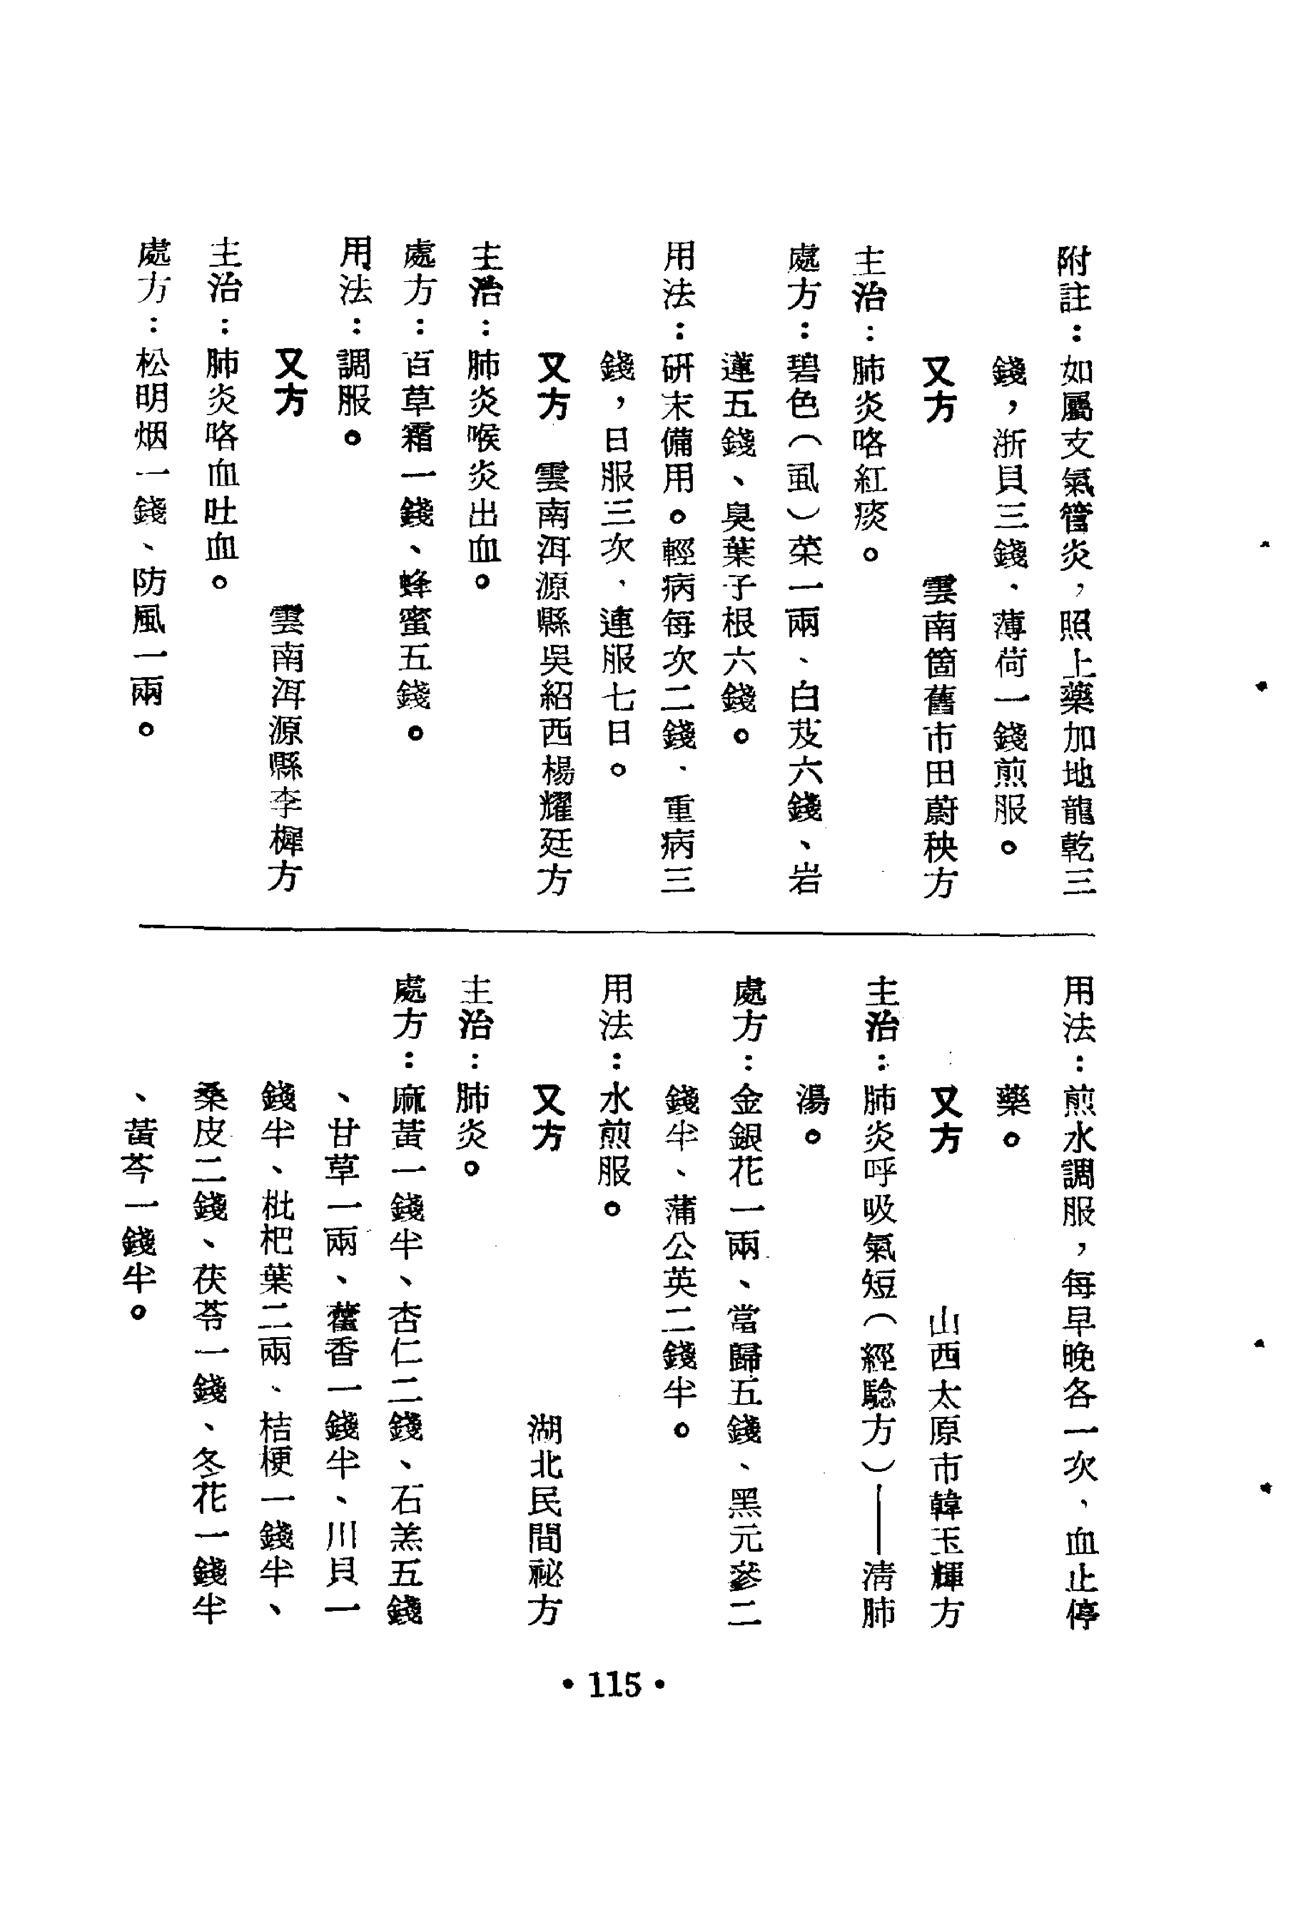 附註：如屬支氣管炎，照上藥加地龍乾三
錢，浙貝三錢、薄荷一錢煎服。
又方　雲南箇舊市田蔚秧方
主治：肺炎咯紅痰。
處方：碧色（虱）菜一兩、白芨六錢、岩
蓮五錢、臭葉子根六錢。
用法：研末備用。輕病每次二錢、重病三
錢，日服三次、連服七日。
又方　雲南洱源縣吳紹西楊耀廷方
主治：肺炎喉炎出血。
處方：百草霜一錢、蜂蜜五錢。
用法：調服。
又方　雲南洱源縣李樨方
主治：肺炎咯血吐血。
處方：松明烟一錢、防風一兩。
用法：煎水調服，每早晚各一次、血止停
藥。
又方　山西太原市韓玉輝方
主治：肺炎呼吸氣短（經驗方）——清肺
湯。
處方：金銀花一兩、當歸五錢、黑元參二
錢半、蒲公英二錢半。
用法：水煎服。
又方　湖北民間祕方
主治：肺炎。
處方：麻黃一錢半、杏仁二錢、石羔五錢
、甘草一兩、藿香一錢半、川貝一
錢半、枇杷葉二兩、桔梗一錢半、
桑皮二錢、茯苓一錢、冬花一錢半
、黃芩一錢半。
•115•